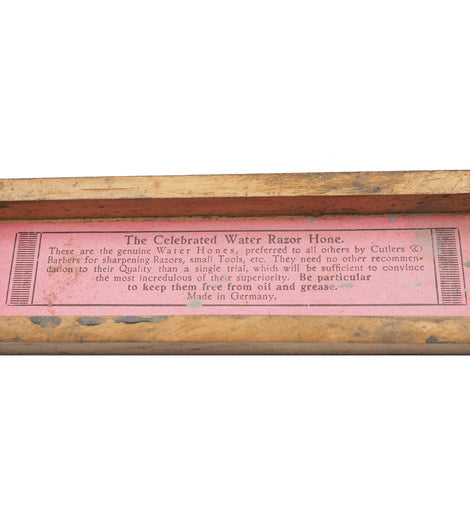 The Celebrated Water Razor Hone.
These are the genuine Water Hones, preferred to all others by Cutlers &
Barbers for sharpening Razors, small Tools, etc. They need no other recommen-
dation to their Quality than a single trial, which will be sufficient to convince
the most incredulous of their superiority. Be particular
to keep them free from oil and grease.
Made in Germany.